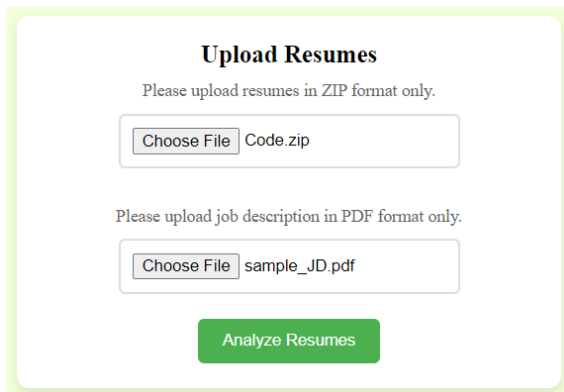 Upload Resumes
Please upload resumes in ZIP format only.
Choose File Code.zip
Please upload job description in PDF format only.
Choose File sample_JD.pdf
Analyze Resumes